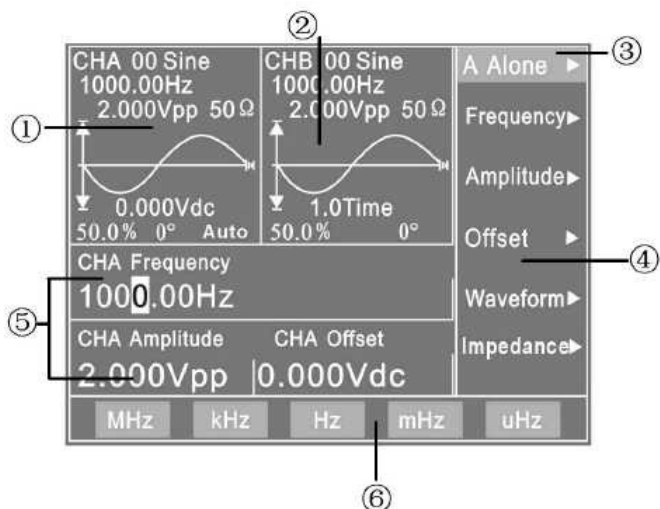 ②
CHA 00 Sine
1000.00Hz
2.000Vpp 50Ω
①
0.000Vdc
50.0% 0° Auto
CHB 00 Sine
1000.00Hz
2.000Vpp 50Ω
1.0Time
50.0% 0°
A Alone ▶
③
Frequency▶
Amplitude▶
Offset ▶
④
Waveform▶
Impedance▶
CHA Frequency
1000.00Hz
⑤
CHA Amplitude CHA Offset
2.000Vpp 0.000Vdc
MHz kHz Hz mHz uHz
⑥